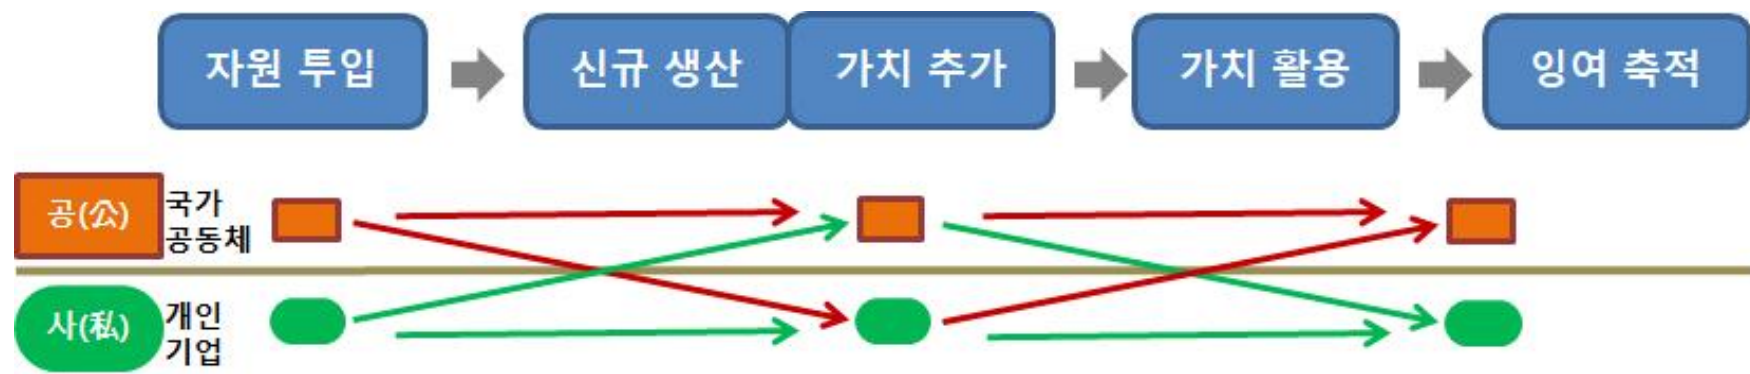 자원 투입
신규 생산
가치 추가
가치 활용
잉여 축적
공(公)
국가
공동체
사(私)
개인
기업